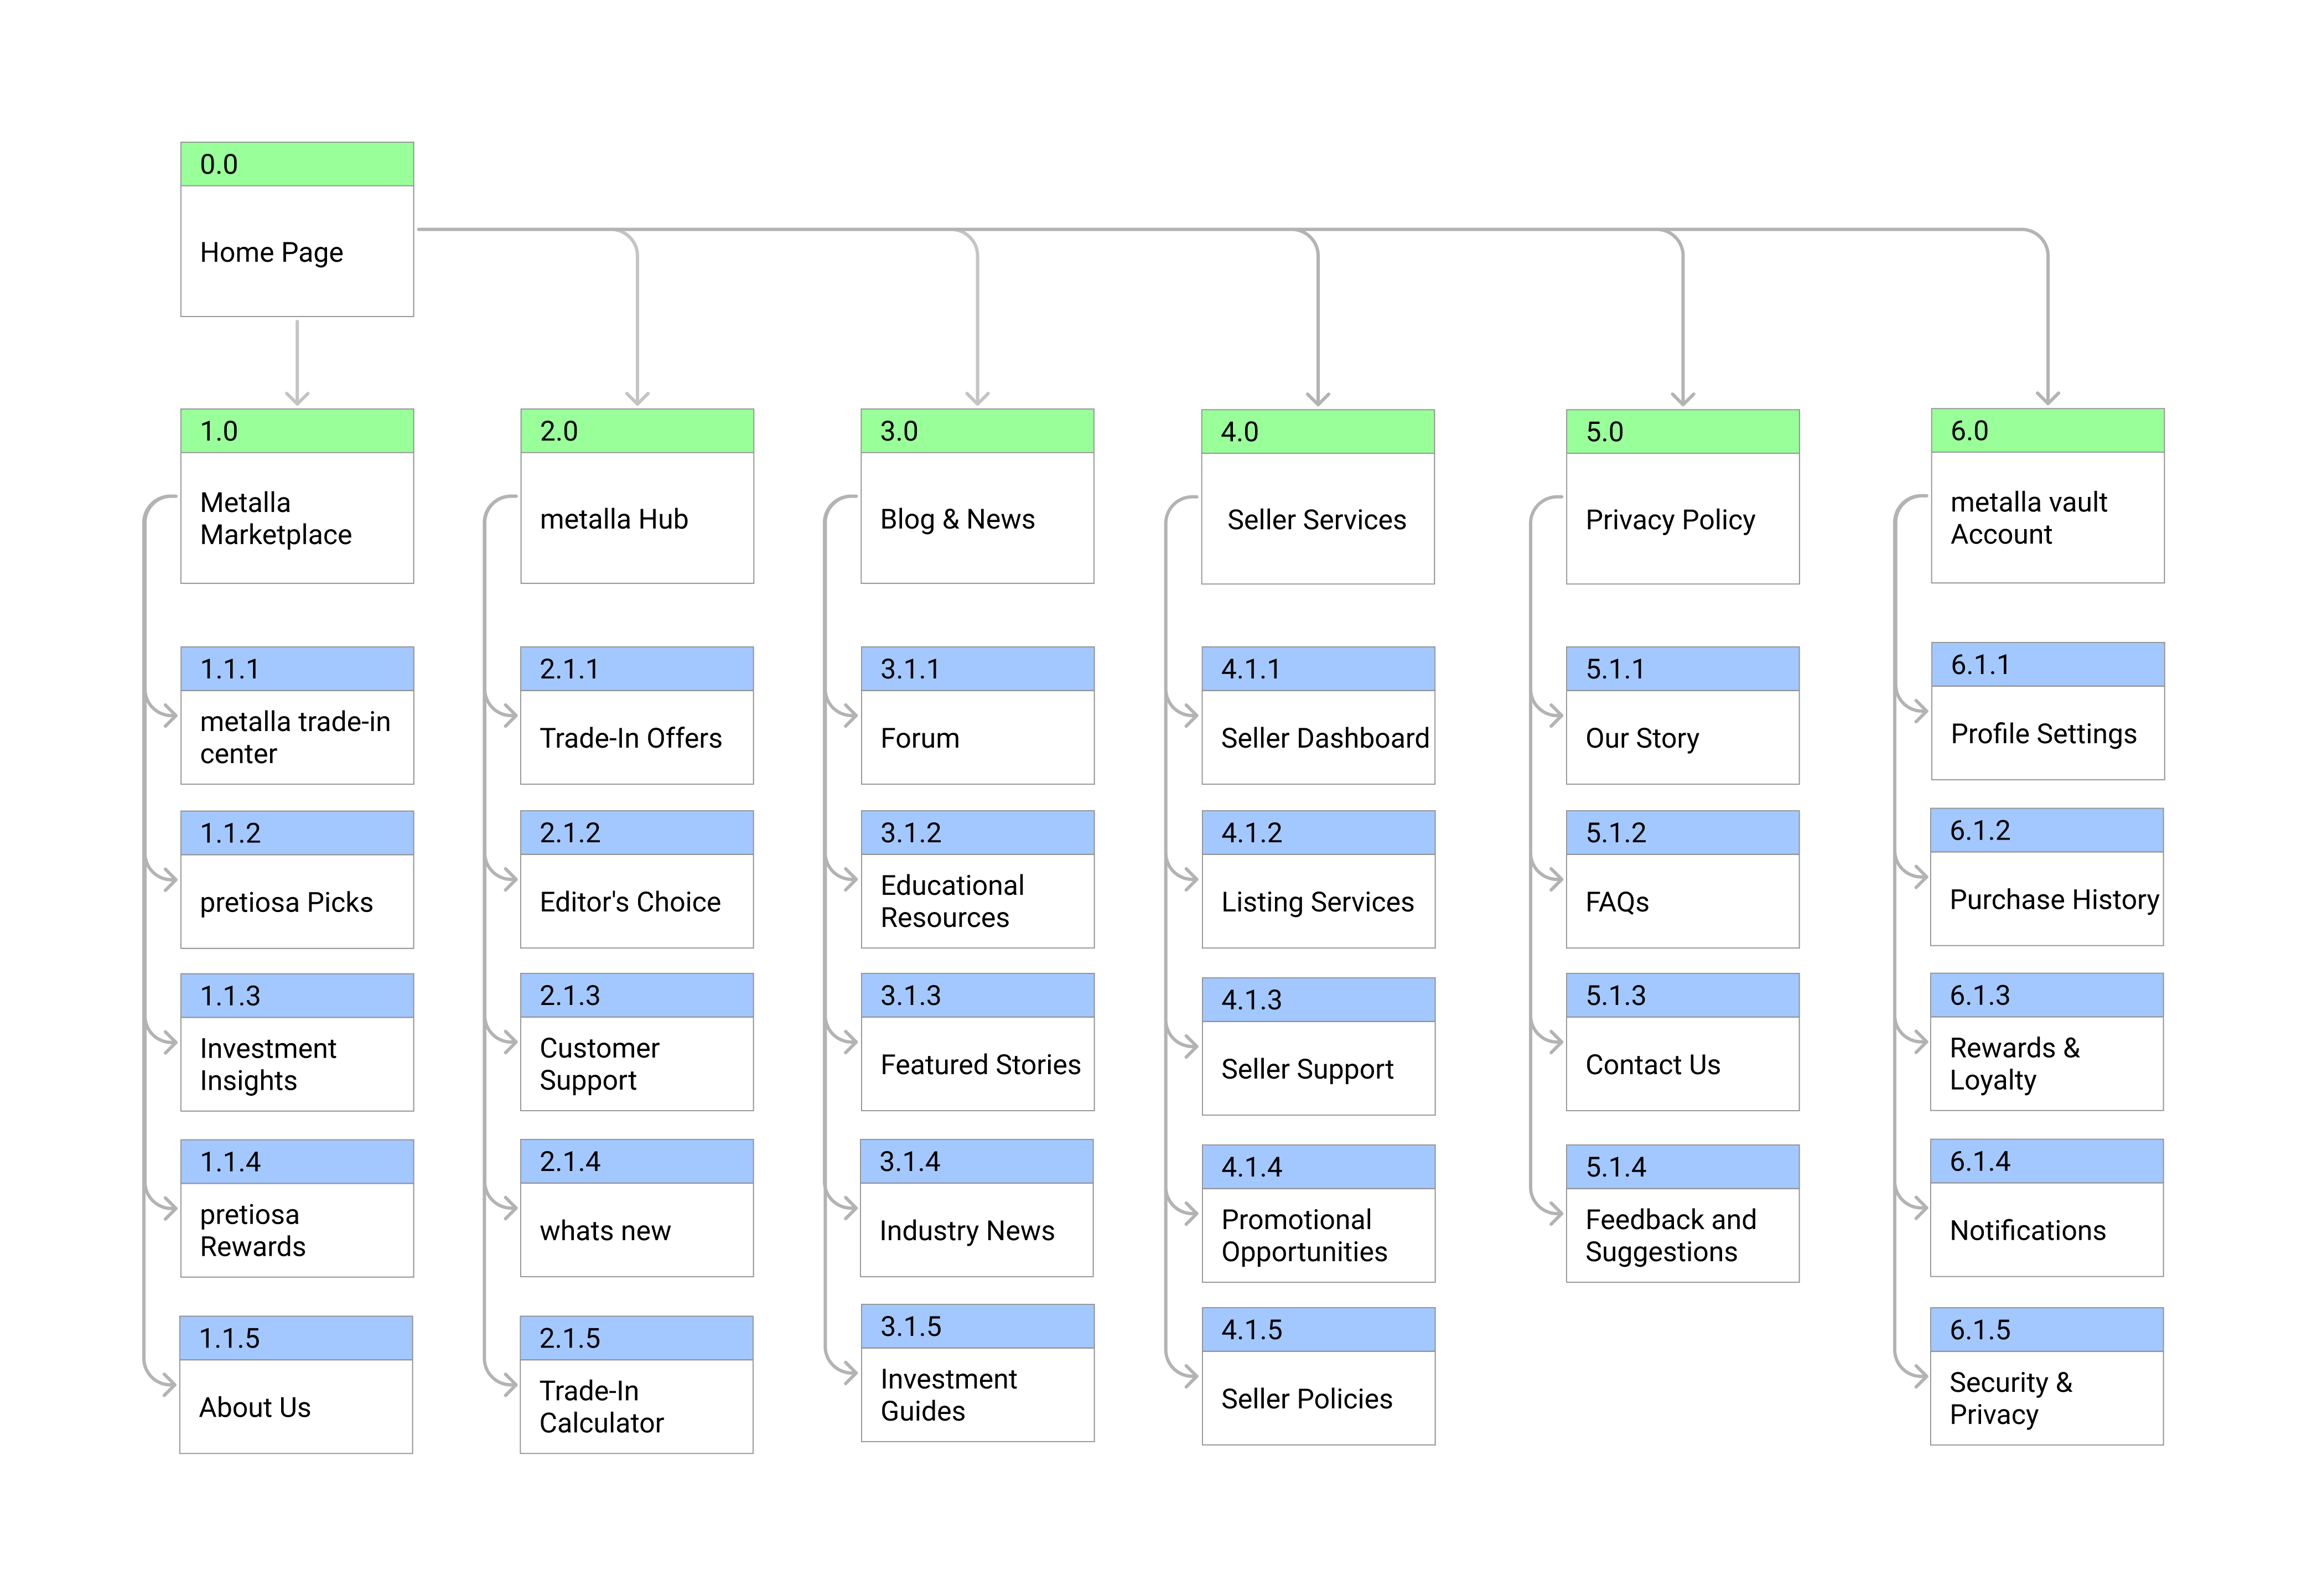 0.0
Home Page
1.0
Metalla
Marketplace
1.1.1
metalla trade-in
center
1.1.2
pretiosa Picks
1.1.3
Investment
Insights
1.1.4
pretiosa
Rewards
1.1.5
About Us
2.0
metalla Hub
2.1.1
Trade-In Offers
2.1.2
Editor's Choice
2.1.3
Customer
Support
2.1.4
whats new
2.1.5
Trade-In
Calculator
3.0
Blog & News
3.1.1
Forum
3.1.2
Educational
Resources
3.1.3
Featured Stories
3.1.4
Industry News
3.1.5
Investment
Guides
4.0
Seller Services
4.1.1
Seller Dashboard
4.1.2
Listing Services
4.1.3
Seller Support
4.1.4
Promotional
Opportunities
4.1.5
Seller Policies
5.0
Privacy Policy
5.1.1
Our Story
5.1.2
FAQs
5.1.3
Contact Us
5.1.4
Feedback and
Suggestions
6.0
metalla vault
Account
6.1.1
Profile Settings
6.1.2
Purchase History
6.1.3
Rewards &
Loyalty
6.1.4
Notifications
6.1.5
Security &
Privacy